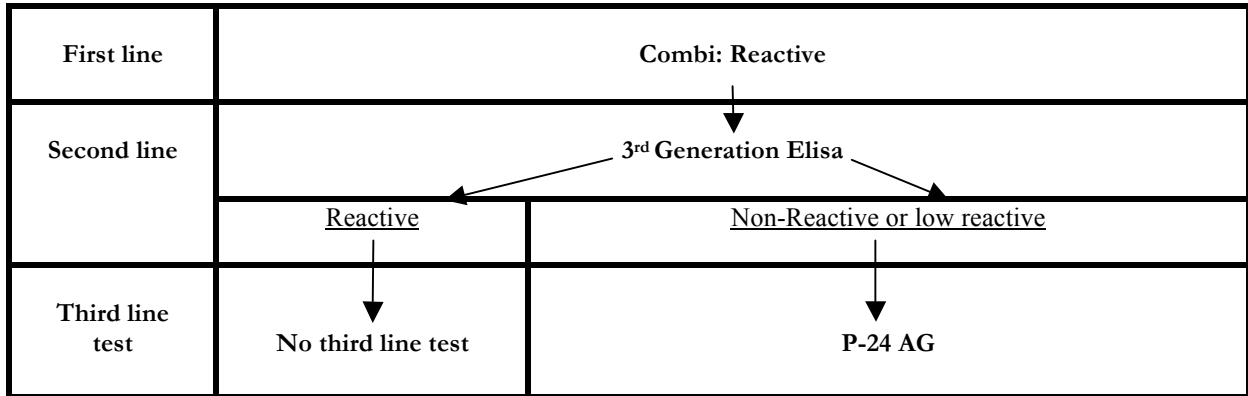 First line
Combi: Reactive
Second line
3rd Generation Elisa
Reactive
Non-Reactive or low reactive
Third line
test
No third line test
P-24 AG